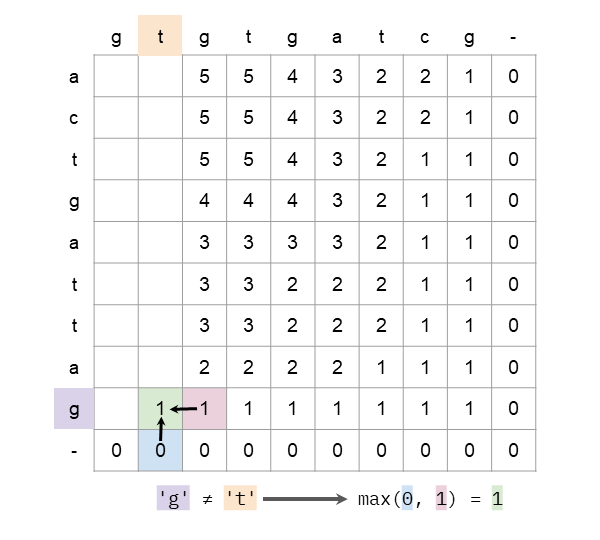 g t g t g a t c g -
a 5 5 4 3 2 2 1 0
c 5 5 4 3 2 2 1 0
t 5 5 4 3 2 1 1 0
g 4 4 4 3 2 1 1 0
a 3 3 3 3 2 1 1 0
t 3 3 2 2 2 1 1 0
t 3 3 2 2 2 1 1 0
a 2 2 2 2 1 1 1 0
g 1 1 1 1 1 1 1 1 0
- 0 0 0 0 0 0 0 0 0 0
'g' ≠ 't' max(0, 1) = 1